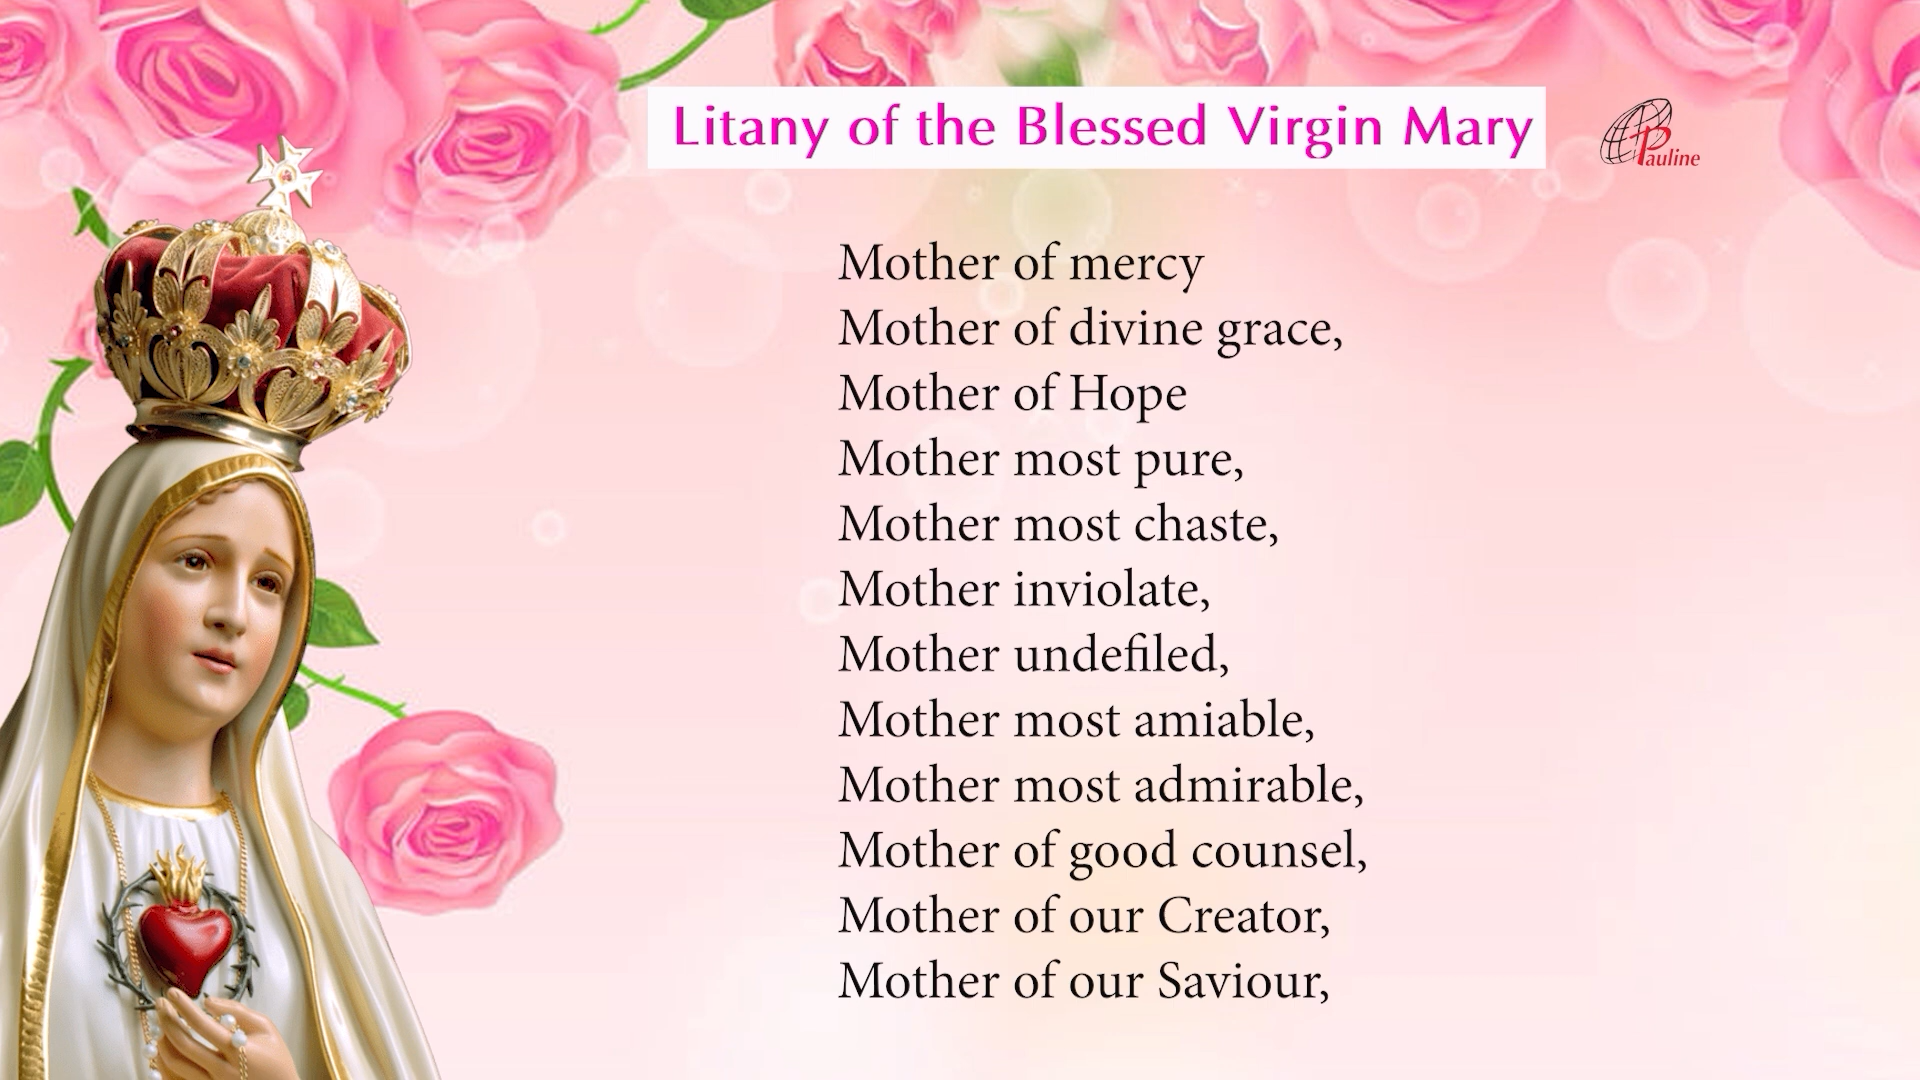 Litany of the Blessed Virgin Mary
Pauline
Mother of mercy
Mother of divine grace,
Mother of Hope
Mother most pure,
Mother most chaste,
Mother inviolate,
Mother undefiled,
Mother most amiable,
Mother most admirable,
Mother of good counsel,
Mother of our Creator,
Mother of our Saviour,